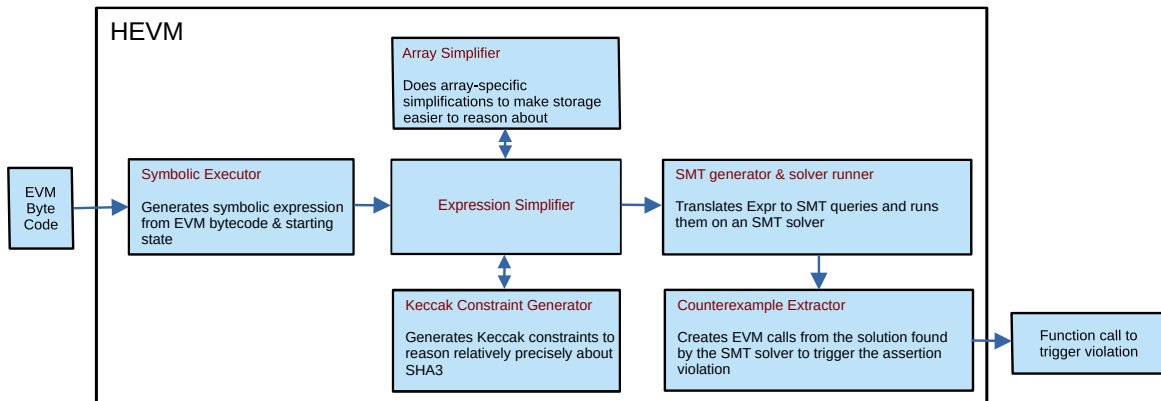 HEVM
Array Simplifier
Does array-specific
simplifications to make storage
easier to reason about
EVM
Byte
Code
Symbolic Executor
Generates symbolic expression
from EVM bytecode & starting
state
Expression Simplifier
SMT generator & solver runner
Translates Expr to SMT queries and runs
them on an SMT solver
Keccak Constraint Generator
Generates Keccak constraints to
reason relatively precisely about
SHA3
Counterexample Extractor
Creates EVM calls from the solution found
by the SMT solver to trigger the assertion
violation
Function call to
trigger violation